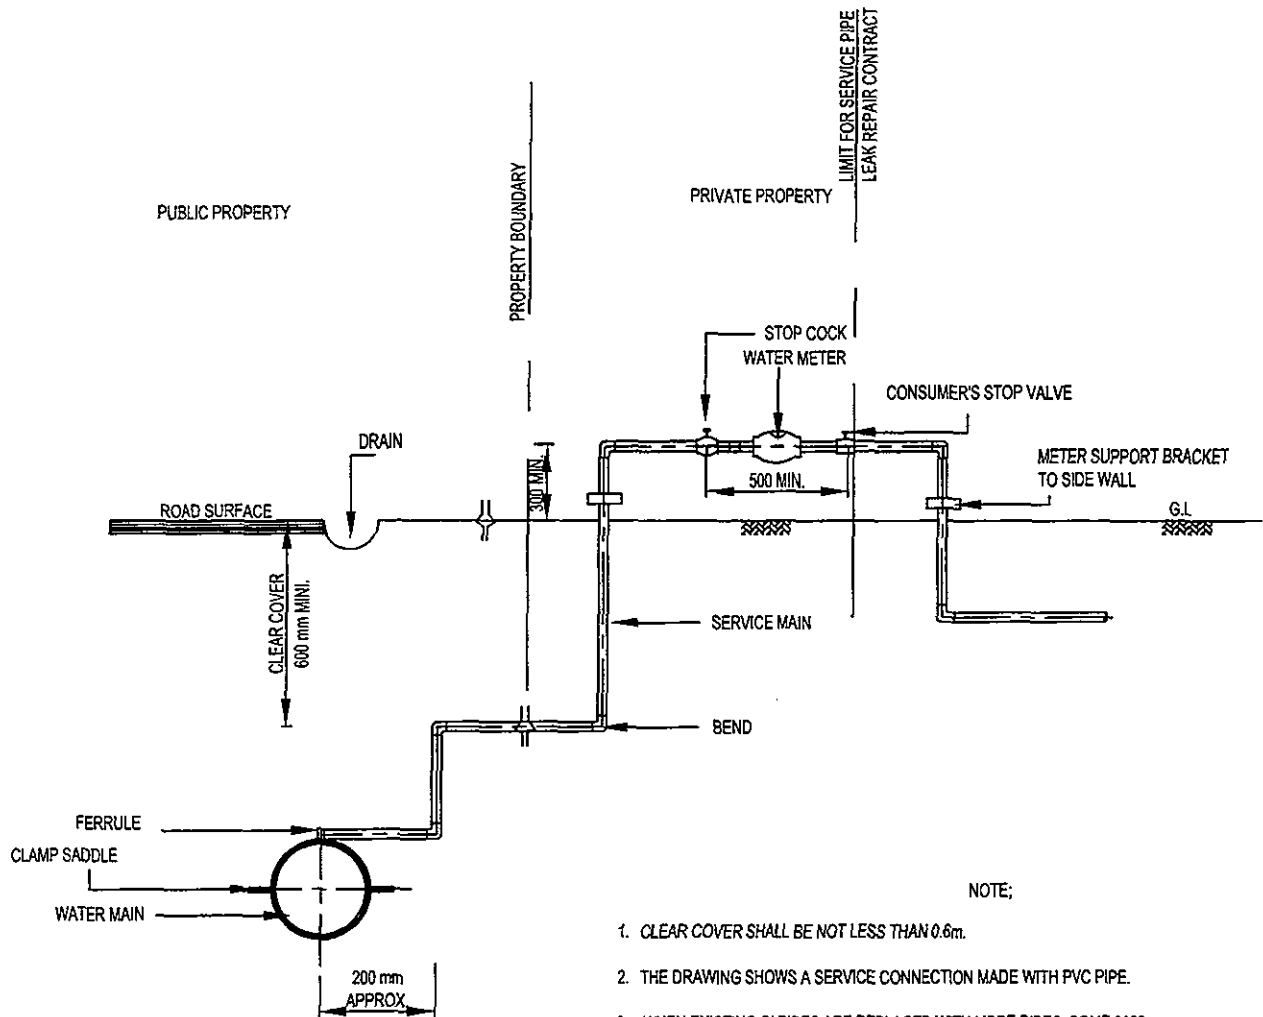 LIMIT FOR SERVICE PIPE
LEAK REPAIR CONTRACT
PROPERTY BOUNDARY
PUBLIC PROPERTY
PRIVATE PROPERTY
STOP COCK
WATER METER
CONSUMER'S STOP VALVE
DRAIN
METER SUPPORT BRACKET
TO SIDE WALL
300 MIN.
500 MIN.
ROAD SURFACE
G.L
CLEAR COVER
600 mm MINI.
SERVICE MAIN
BEND
FERRULE
CLAMP SADDLE
WATER MAIN
200 mm
APPROX.
NOTE;
1. CLEAR COVER SHALL BE NOT LESS THAN 0.6m.
2. THE DRAWING SHOWS A SERVICE CONNECTION MADE WITH PVC PIPE.